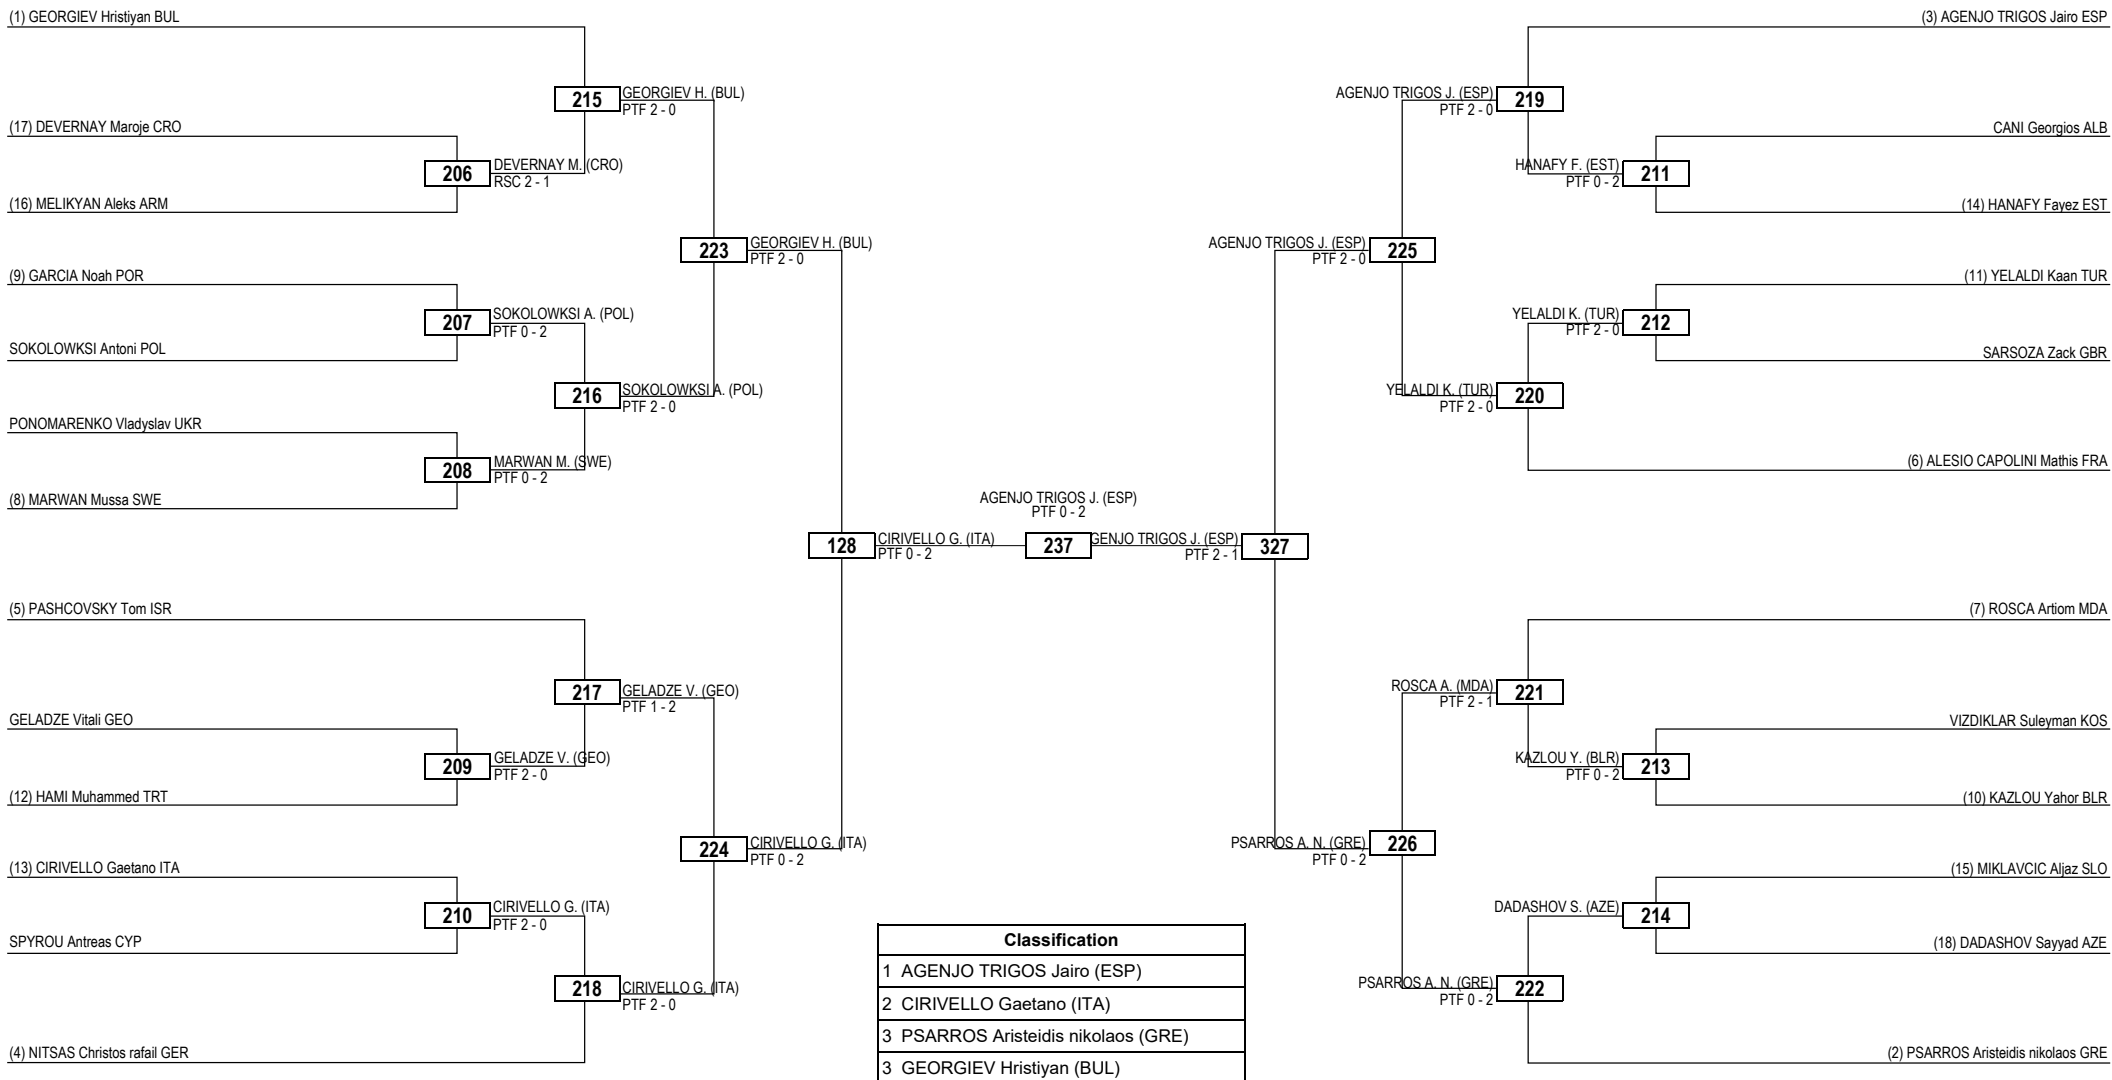 (1) GEORGIEV Hristiyan BUL
215
GEORGIEV H. (BUL)
PTF 2 - 0
(17) DEVERNAY Maroje CRO
206
DEVERNAY M. (CRO)
RSC 2 - 1
(16) MELIKYAN Aleks ARM
223
GEORGIEV H. (BUL)
PTF 2 - 0
(9) GARCIA Noah POR
207
SOKOLOWKSI A. (POL)
PTF 0 - 2
SOKOLOWKSI Antoni POL
216
SOKOLOWKSI A. (POL)
PTF 2 - 0
PONOMARENKO Vladyslav UKR
208
MARWAN M. (SWE)
PTF 0 - 2
(8) MARWAN Mussa SWE
128
CIRIVELLO G. (ITA)
PTF 0 - 2
(5) PASHCOVSKY Tom ISR
217
GELADZE V. (GEO)
PTF 1 - 2
GELADZE Vitali GEO
209
GELADZE V. (GEO)
PTF 2 - 0
(12) HAMI Muhammed TRT
224
CIRIVELLO G. (ITA)
PTF 0 - 2
(13) CIRIVELLO Gaetano ITA
210
CIRIVELLO G. (ITA)
PTF 2 - 0
SPYROU Antreas CYP
218
CIRIVELLO G. (ITA)
PTF 2 - 0
(4) NITSAS Christos rafail GER
AGENJO TRIGOS J. (ESP)
PTF 0 - 2
237
GENJO TRIGOS J. (ESP)
PTF 2 - 1
327
(3) AGENJO TRIGOS Jairo ESP
AGENJO TRIGOS J. (ESP)
PTF 2 - 0
219
CANI Georgios ALB
HANAFY F. (EST)
PTF 0 - 2
211
(14) HANAFY Fayez EST
AGENJO TRIGOS J. (ESP)
PTF 2 - 0
225
(11) YELALDI Kaan TUR
YELALDI K. (TUR)
PTF 2 - 0
212
SARSOZA Zack GBR
YELALDI K. (TUR)
PTF 2 - 0
220
(6) ALESIO CAPOLINI Mathis FRA
(7) ROSCA Artiom MDA
ROSCA A. (MDA)
PTF 2 - 1
221
VIZDIKLAR Suleyman KOS
KAZLOU Y. (BLR)
PTF 0 - 2
213
(10) KAZLOU Yahor BLR
PSARROS A. N. (GRE)
PTF 0 - 2
226
(15) MIKLAVCIC Aljaz SLO
DADASHOV S. (AZE)
214
(18) DADASHOV Sayyad AZE
PSARROS A. N. (GRE)
PTF 0 - 2
222
(2) PSARROS Aristeidis nikolaos GRE
Classification
1 AGENJO TRIGOS Jairo (ESP)
2 CIRIVELLO Gaetano (ITA)
3 PSARROS Aristeidis nikolaos (GRE)
3 GEORGIEV Hristiyan (BUL)